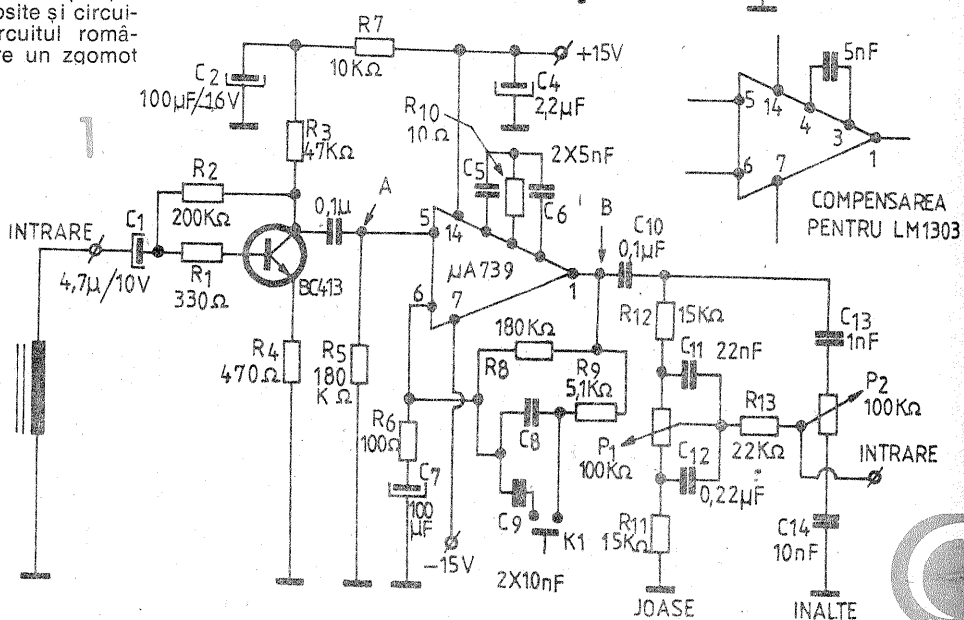 osite și circui-
rcuitul româ-
re un zgomot
1
INTRARE
C1
4,7µ/10V
C2
100µF/16V
R7
10KΩ
R3
47KΩ
R2
200KΩ
R1
330Ω
BC413
R4
470Ω
0,1µ
A
R5
180
KΩ
+15V
C4
2,2µF
R10
10Ω
2X5nF
C5
C6
5
14
µA739
6
7
1
B
C10
0,1µF
180KΩ
R8
R9
5,1KΩ
R6
100Ω
C7
100
µF
C8
C9
K1
2X10nF
-15V
R12
15KΩ
C11
22nF
P1
100KΩ
C12
0,22µF
R13
22KΩ
R11
15KΩ
JOASE
C13
1nF
P2
100KΩ
INTRARE
C14
10nF
INALTE
5nF
5
14
4
3
6
7
1
COMPENSAREA
PENTRU LM1303